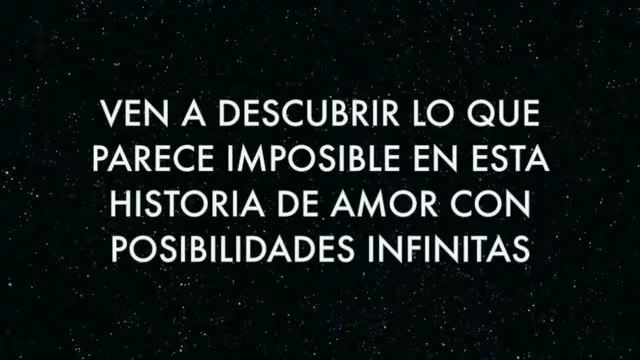 VEN A DESCUBRIR LO QUE
PARECE IMPOSIBLE EN ESTA
HISTORIA DE AMOR CON
POSIBILIDADES INFINITAS